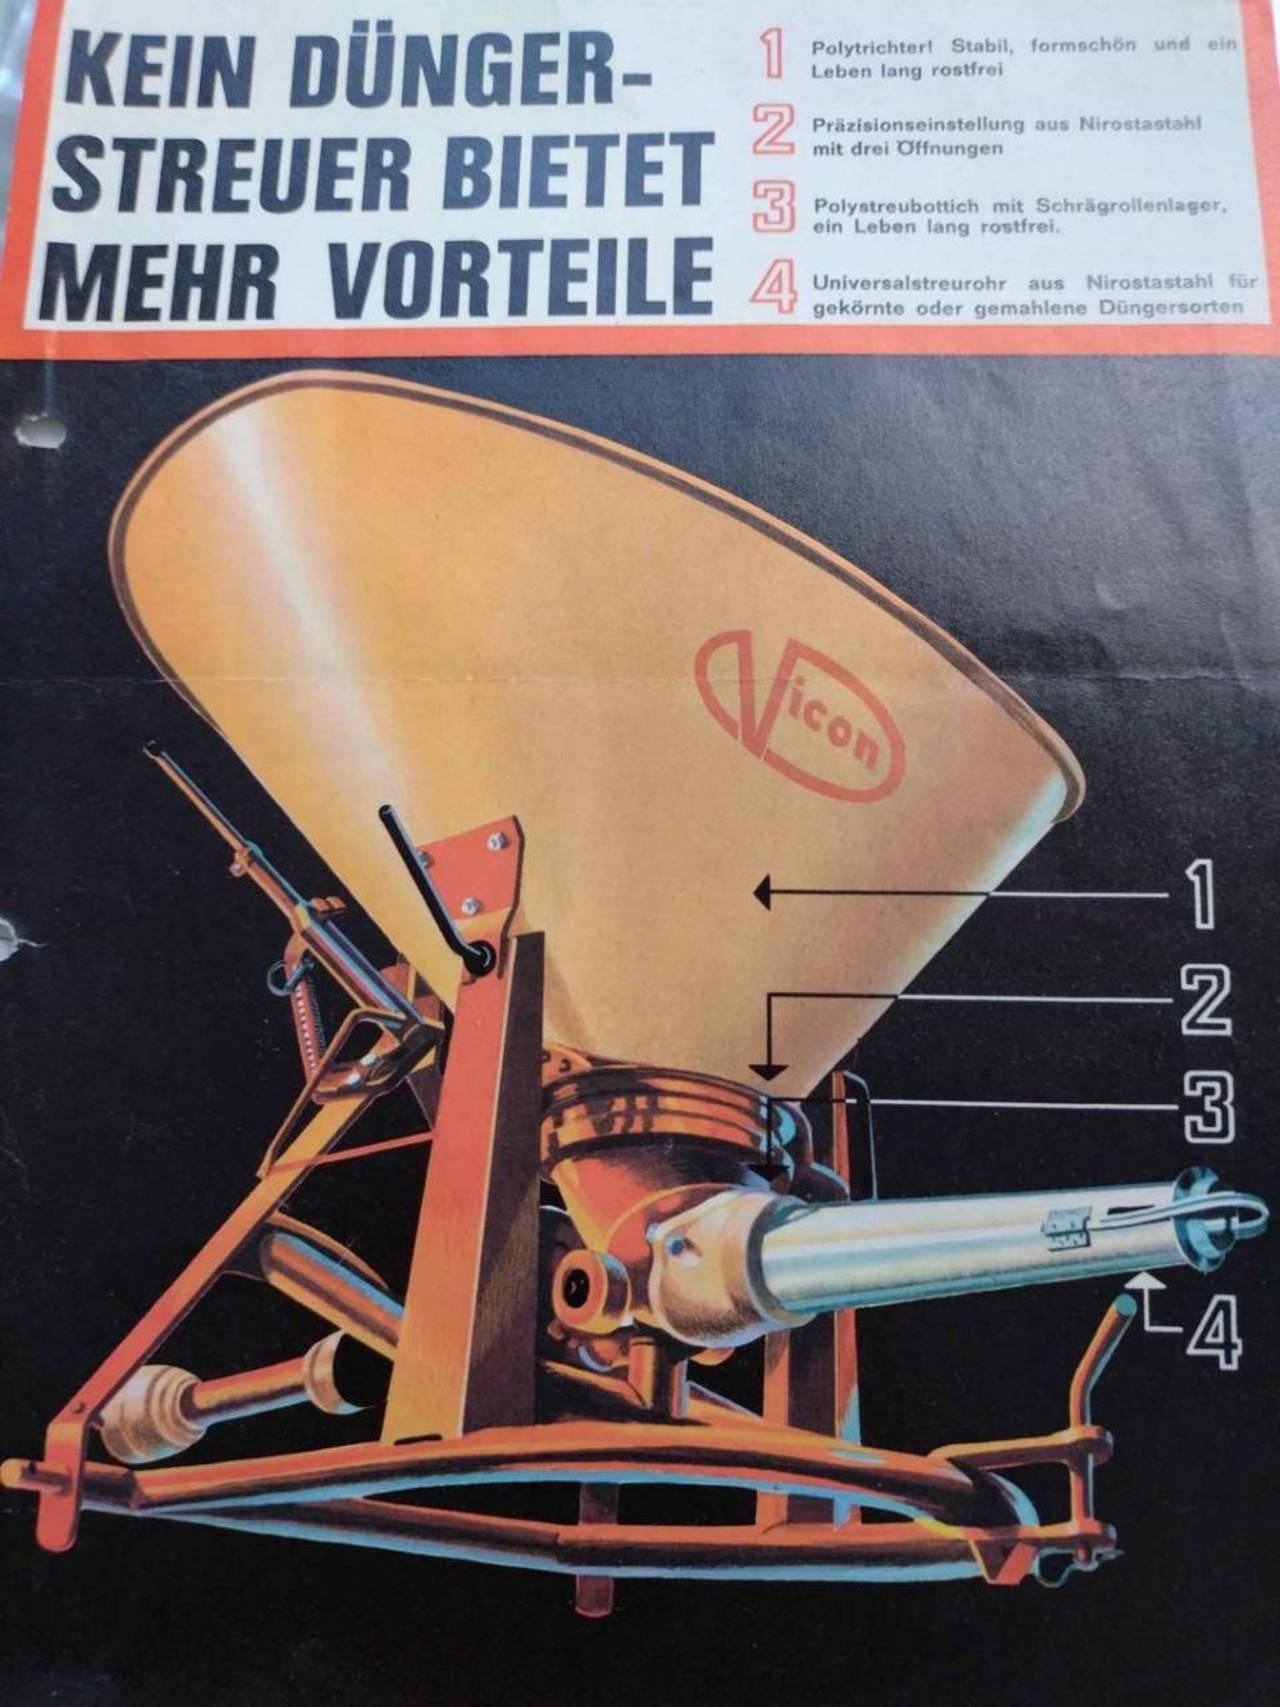 KEIN DÜNGER-
STREUER BIETET
MEHR VORTEILE
1 Polytrichter! Stabil, formschön und ein
Leben lang rostfrei
2 Präzisionseinstellung aus Nirostastahl
mit drei Öffnungen
3 Polystreubottich mit Schrägrollenlager,
ein Leben lang rostfrei.
4 Universalstreurohr aus Nirostastahl für
gekörnte oder gemahlene Düngersorten
Vicon
1
2
3
4